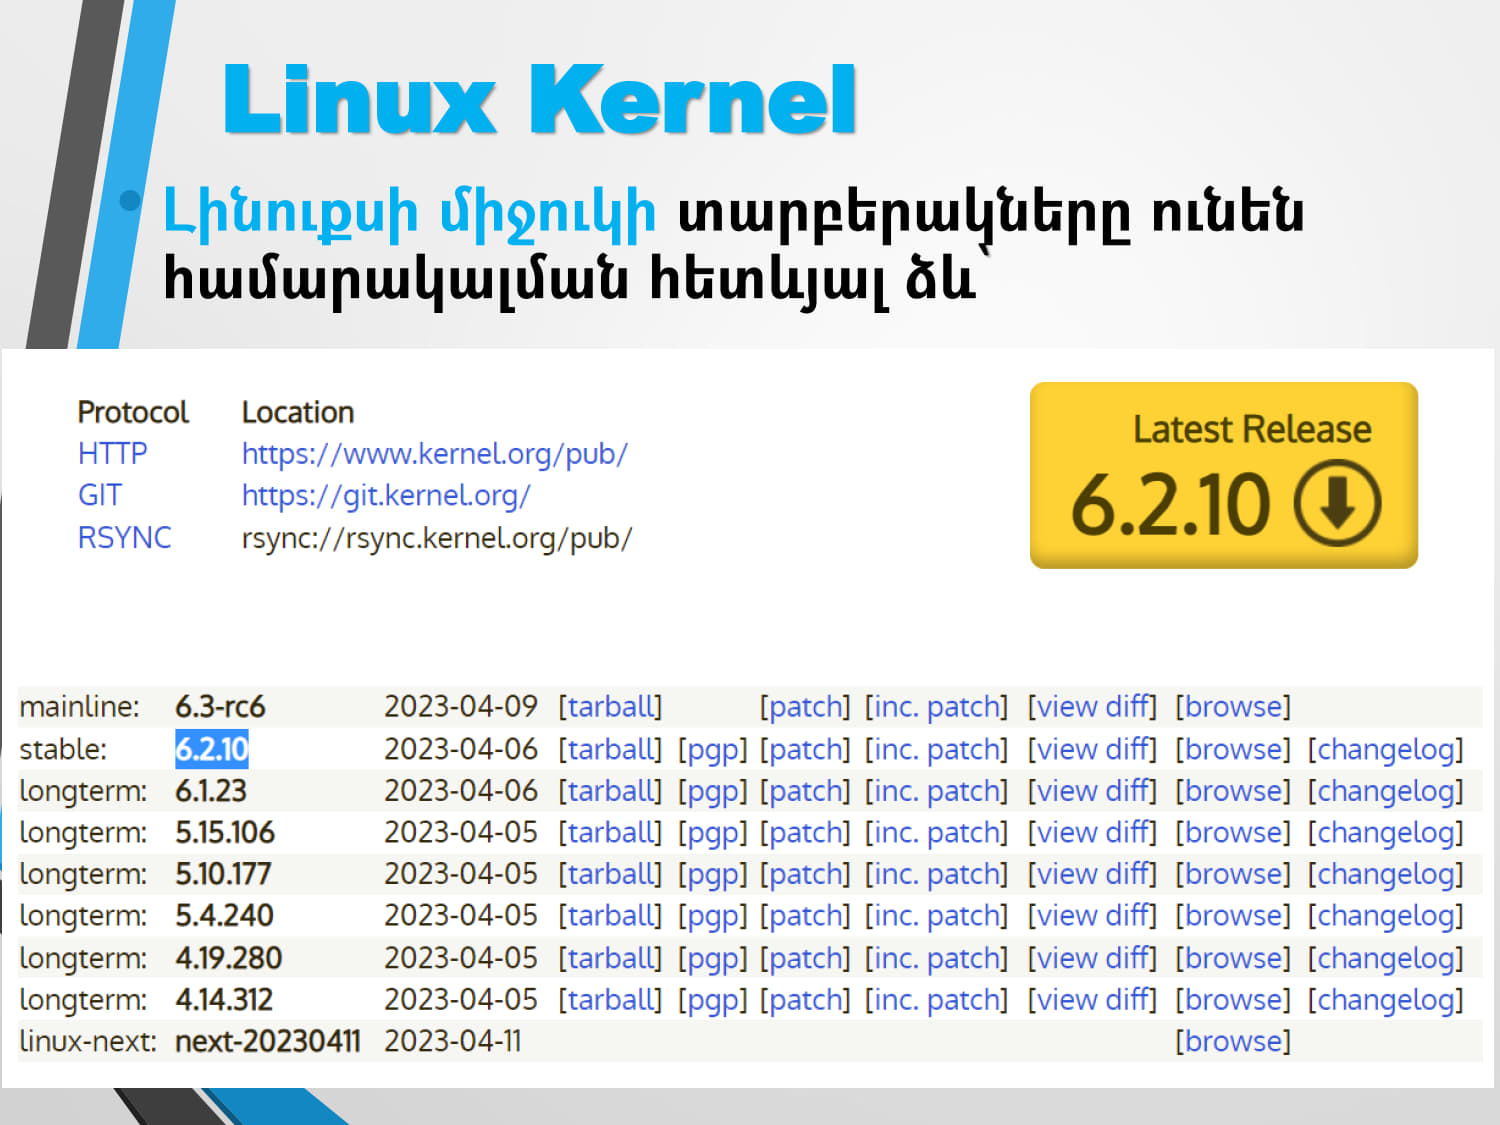 Linux Kernel
• Լինուքսի միջուկի տարբերակները ունեն
համարակալման հետևյալ ձև՝
Protocol Location
HTTP https://www.kernel.org/pub/
GIT https://git.kernel.org/
RSYNC rsync://rsync.kernel.org/pub/
Latest Release
6.2.10
mainline: 6.3-rc6 2023-04-09 [tarball] [patch] [inc. patch] [view diff] [browse]
stable: 6.2.10 2023-04-06 [tarball] [pgp] [patch] [inc. patch] [view diff] [browse] [changelog]
longterm: 6.1.23 2023-04-06 [tarball] [pgp] [patch] [inc. patch] [view diff] [browse] [changelog]
longterm: 5.15.106 2023-04-05 [tarball] [pgp] [patch] [inc. patch] [view diff] [browse] [changelog]
longterm: 5.10.177 2023-04-05 [tarball] [pgp] [patch] [inc. patch] [view diff] [browse] [changelog]
longterm: 5.4.240 2023-04-05 [tarball] [pgp] [patch] [inc. patch] [view diff] [browse] [changelog]
longterm: 4.19.280 2023-04-05 [tarball] [pgp] [patch] [inc. patch] [view diff] [browse] [changelog]
longterm: 4.14.312 2023-04-05 [tarball] [pgp] [patch] [inc. patch] [view diff] [browse] [changelog]
linux-next: next-20230411 2023-04-11 [browse]